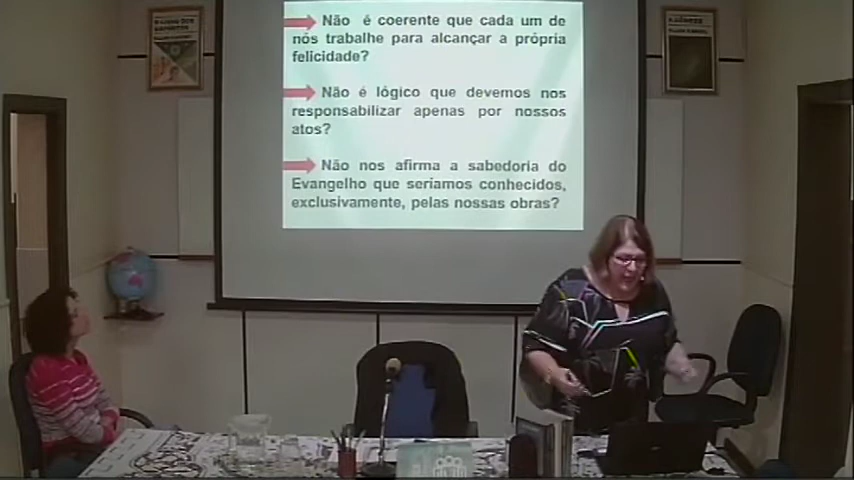 Não é coerente que cada um de
nós trabalhe para alcançar a própria
felicidade?
Não é lógico que devemos nos
responsabilizar apenas por nossos
atos?
Não nos afirma a sabedoria do
Evangelho que seríamos conhecidos,
exclusivamente, pelas nossas obras?